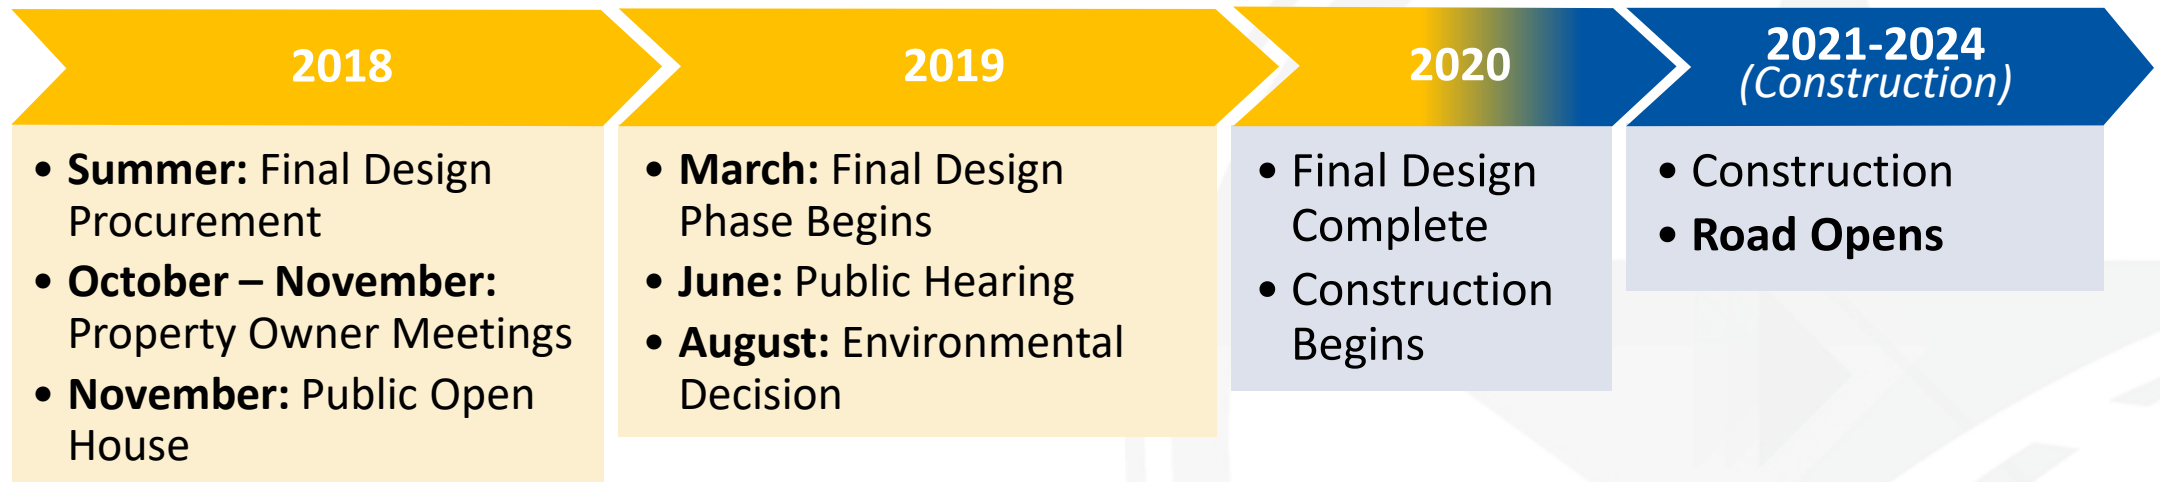 2018
• Summer: Final Design
Procurement
• October – November:
Property Owner Meetings
• November: Public Open
House
2019
• March: Final Design
Phase Begins
• June: Public Hearing
• August: Environmental
Decision
2020
• Final Design
Complete
• Construction
Begins
2021-2024
(Construction)
• Construction
• Road Opens